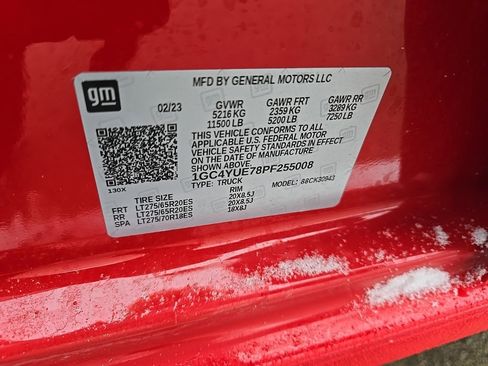 MFD BY GENERAL MOTORS LLC
gm
02/23
GVWR GAWR FRT GAWR RR
5216 KG 2359 KG 3289 KG
11500 LB 5200 LB 7250 LB
THIS VEHICLE CONFORMS TO ALL
APPLICABLE U.S. FEDERAL MOTOR
VEHICLE SAFETY STANDARDS IN EFFECT
ON THE DATE OF MANUFACTURE SHOWN ABOVE.
1GC4YUE78PF255008
130X
TYPE: TRUCK MODEL: 88CK30943
TIRE SIZE RIM
FRT LT275/65R20ES 20X8.5J
RR LT275/65R20ES 20X8.5J
SP LT275/70R18ES 18X8J